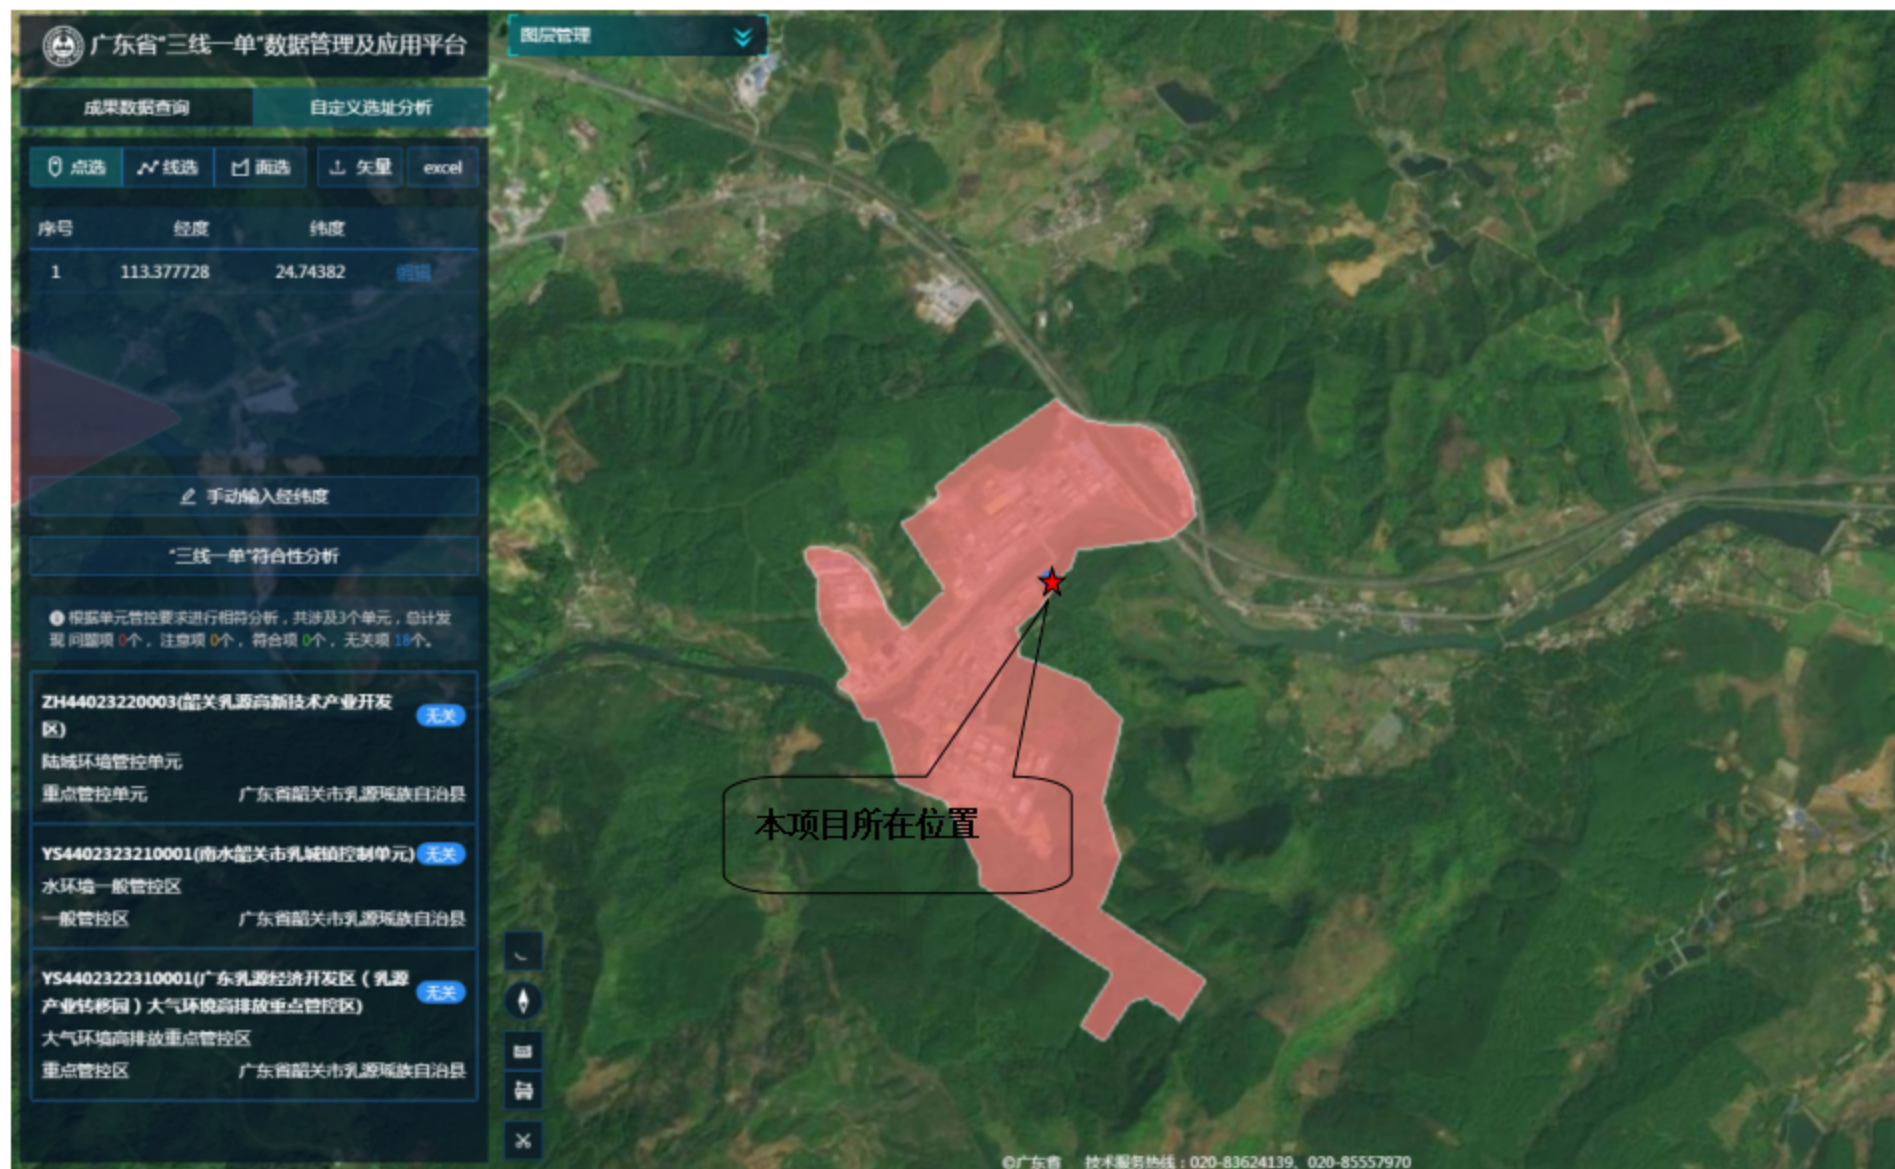 广东省“三线一单”数据管理及应用平台
图层管理
成果数据查询 自定义选址分析
点选 线选 面选 矢量 excel
序号 经度 纬度
1 113.377728 24.74382 编辑
手动输入经纬度
“三线一单”符合性分析
根据单元管控要求进行相符分析，共涉及3个单元，总计发
现 问题项 0个，注意项 0个，符合项 0个，无关项 18个。
ZH44023220003(韶关乳源高新技术产业开发
区) 无关
陆域环境管控单元
重点管控单元 广东省韶关市乳源瑶族自治县
YS4402323210001(南水韶关市乳城镇控制单元) 无关
水环境一般管控区
一般管控区 广东省韶关市乳源瑶族自治县
YS4402322310001(广东乳源经济开发区（乳源
产业转移园）大气环境高排放重点管控区) 无关
大气环境高排放重点管控区
重点管控区 广东省韶关市乳源瑶族自治县
本项目所在位置
©广东省 技术服务热线：020-83624139、020-85557970